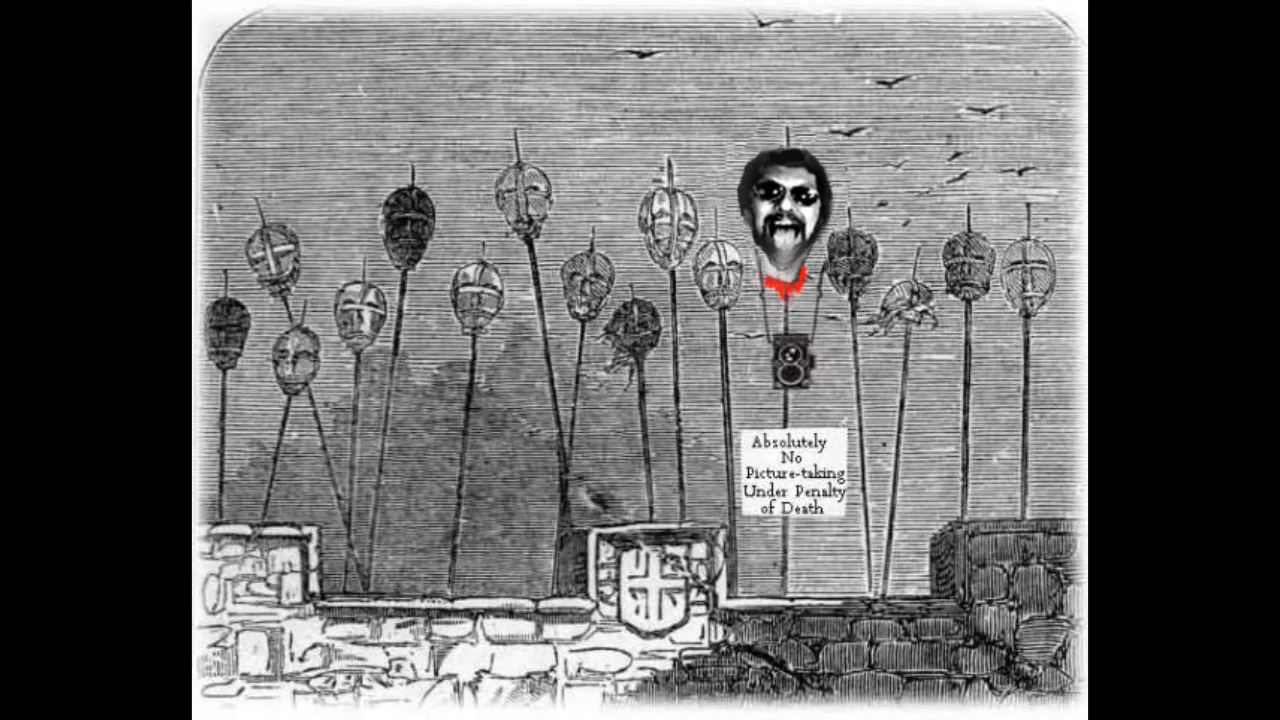 Absolutely
No
Picture-taking
Under Penalty
of Death